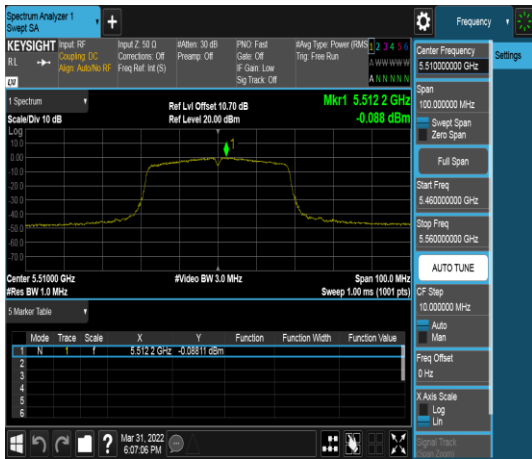 Spectrum Analyzer 1
Swept SA
+
Frequency
KEYSIGHT
RL
Input: RF
Coupling: DC
Align: Auto/No RF
Input Z: 50 Ω
Corrections: Off
Freq Ref: Int (S)
#Atten: 30 dB
Preamp: Off
PNO: Fast
Gate: Off
IF Gain: Low
Sig Track: Off
#Avg Type: Power (RMS
Trig: Free Run
1 2 3 4 5 6
A W W W W W
A N N N N N
LXI
1 Spectrum
Scale/Div 10 dB
Ref Lvl Offset 10.70 dB
Ref Level 20.00 dBm
Mkr1 5.512 2 GHz
-0.088 dBm
Log
10.0
0.00
-10.0
-20.0
-30.0
-40.0
-50.0
-60.0
-70.0
1
Center 5.51000 GHz
#Res BW 1.0 MHz
#Video BW 3.0 MHz
Span 100.0 MHz
Sweep 1.00 ms (1001 pts)
5 Marker Table
Mode Trace Scale X Y Function Function Width Function Value
1 N 1 f 5.512 2 GHz -0.08811 dBm
2
3
4
5
6
Mar 31, 2022
6:07:06 PM
Center Frequency
5.510000000 GHz
Settings
Span
100.000000 MHz
Swept Span
Zero Span
Full Span
Start Freq
5.460000000 GHz
Stop Freq
5.560000000 GHz
AUTO TUNE
CF Step
10.000000 MHz
Auto
Man
Freq Offset
0 Hz
X Axis Scale
Log
Lin
Signal Track
(Span Zoom)